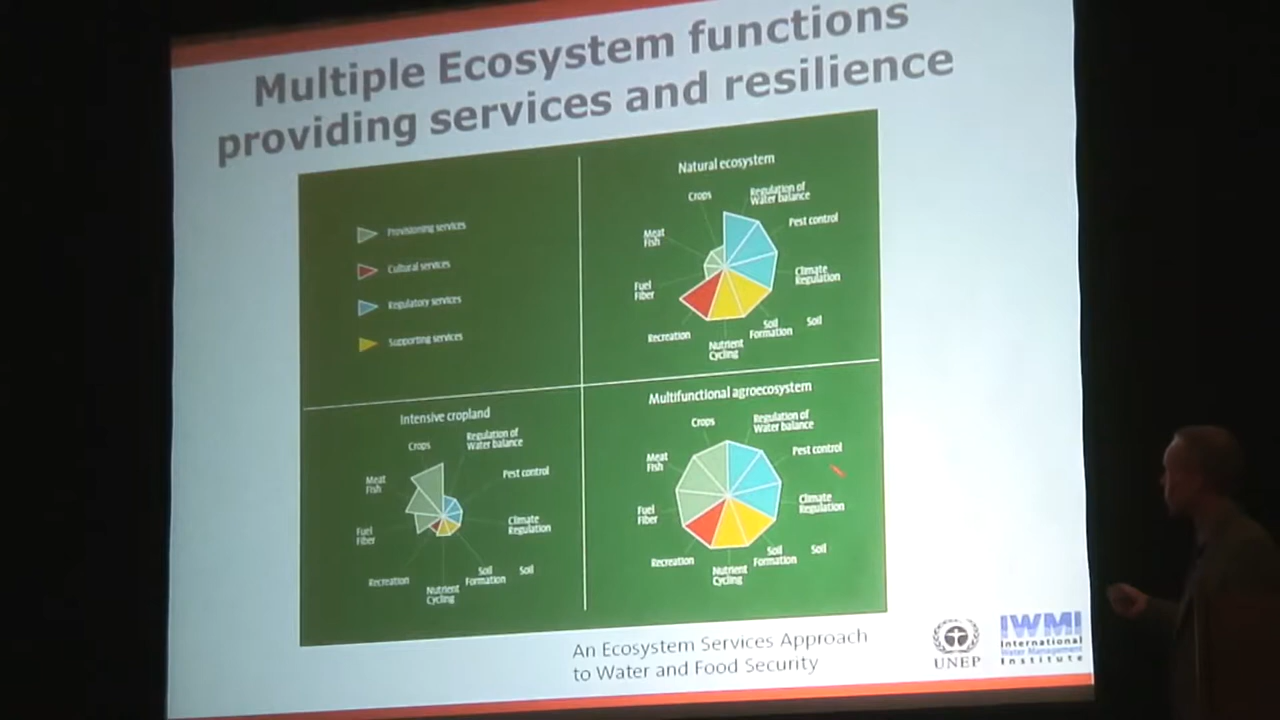 Multiple Ecosystem functions
providing services and resilience
Provisioning services
Cultural services
Regulatory services
Supporting services
Natural ecosystem
Crops
Regulation of
Water balance
Pest control
Climate
Regulation
Soil
Soil
Formation
Nutrient
Cycling
Recreation
Fuel
Fiber
Meat
Fish
Intensive cropland
Crops
Regulation of
Water balance
Pest control
Climate
Regulation
Soil
Soil
Formation
Nutrient
Cycling
Recreation
Fuel
Fiber
Meat
Fish
Multifunctional agroecosystem
Crops
Regulation of
Water balance
Pest control
Climate
Regulation
Soil
Soil
Formation
Nutrient
Cycling
Recreation
Fuel
Fiber
Meat
Fish
An Ecosystem Services Approach
to Water and Food Security
UNEP
IWMI
International
Water Management
Institute